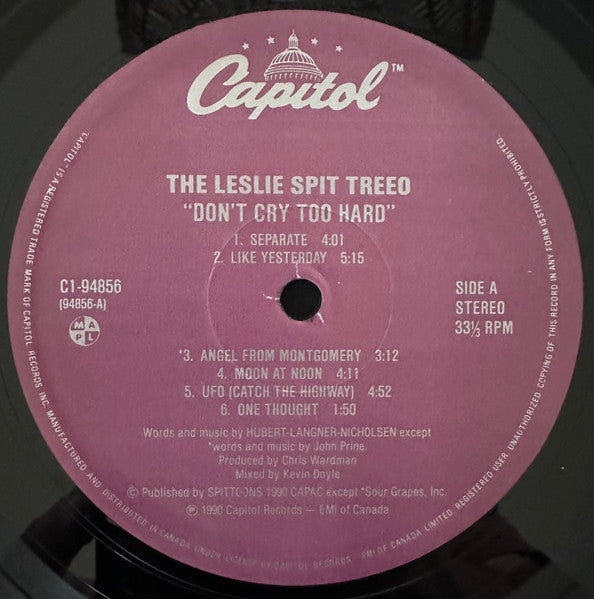 Capitol™
THE LESLIE SPIT TREEO
"DON'T CRY TOO HARD"
1. SEPARATE 4:01
2. LIKE YESTERDAY 5:15
C1-94856
(94856-A)
M A P L
SIDE A
STEREO
33⅓ RPM
*3. ANGEL FROM MONTGOMERY 3:12
4. MOON AT NOON 4:11
5. UFO (CATCH THE HIGHWAY) 4:52
6. ONE THOUGHT 1:50
Words and music by HUBERT-LANGNER-NICHOLSEN except
*words and music by John Prine.
Produced by Chris Wardman
Mixed by Kevin Doyle
© Published by SPITTOONS 1990 CAPAC except *Sour Grapes, Inc.
℗ 1990 Capitol Records — EMI of Canada
"CAPITOL" IS A REGISTERED TRADE MARK OF CAPITOL RECORDS INC. MANUFACTURED AND DISTRIBUTED IN CANADA UNDER LICENSE BY CAPITOL RECORDS EMI OF CANADA LIMITED. REGISTERED USER. UNAUTHORIZED COPYING OF THIS RECORD IN ANY FORM IS STRICTLY PROHIBITED